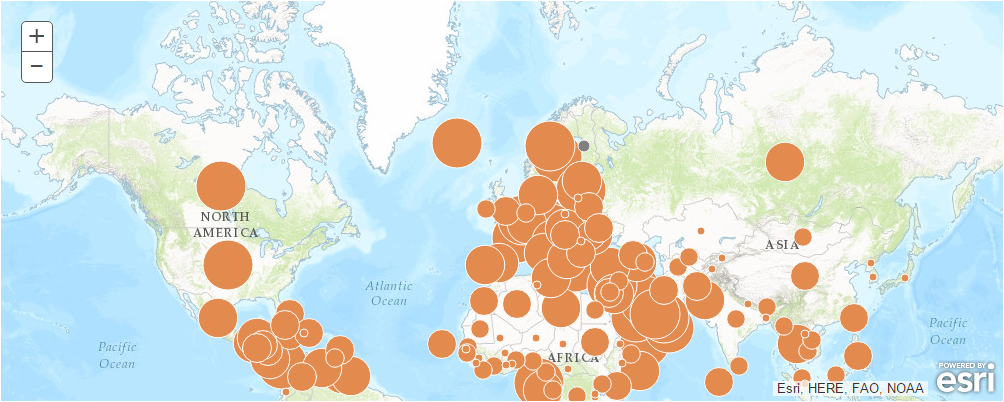 +
−
NORTH
AMERICA
ASIA
Atlantic
Ocean
Pacific
Ocean
Pacific
Ocean
AFRICA
POWERED BY
esri
Esri, HERE, FAO, NOAA